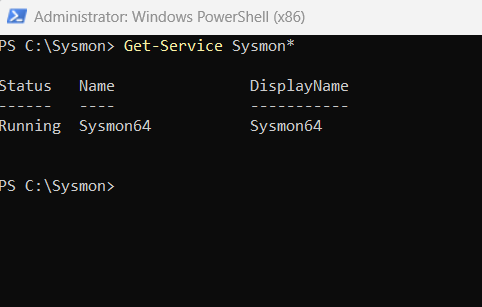 Administrator: Windows PowerShell (x86)
PS C:\Sysmon> Get-Service Sysmon*
Status   Name               DisplayName
------   ----               -----------
Running  Sysmon64           Sysmon64
PS C:\Sysmon>